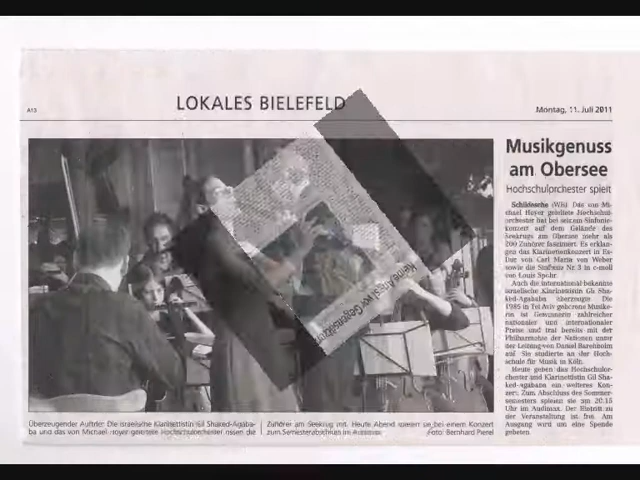 A13
LOKALES BIELEFELD
Montag, 11. Juli 2011
Musikgenuss
am Obersee
Hochschulorchester spielt
Schildesche (WB). Das von Mi-
chael Hoyer geleitete Hochschul-
orchester hat bei seinem Sinfonie-
konzert auf dem Gelände des
Seekrugs am Obersee mehr als
200 Zuhörer fasziniert. Es erklan-
gen das Klarinettenkonzert in Es-
Dur von Carl Maria von Weber
sowie die Sinfonie Nr. 3 in c-moll
von Louis Spohr.
Auch die international bekannte
israelische Klarinettistin Gili Sha-
ked-Agababa überzeugte. Die
1985 in Tel Aviv geborene Musike-
rin ist Gewinnerin zahlreicher
nationaler und internationaler
Preise und trat bereits mit der
Philharmonie der Nationen unter
der Leitung von Daniel Barenboim
auf. Sie studierte an der Hoch-
schule für Musik in Köln.
Heute geben das Hochschulor-
chester und Klarinettistin Gili Sha-
ked-agababa ein weiteres Kon-
zert: Zum Abschluss des Sommer-
semesters spielen sie um 20.15
Uhr im Audimax. Der Eintritt zu
der Veranstaltung ist frei. Am
Ausgang wird um eine Spende
gebeten.
Überzeugender Auftritt: Die israelische Klarinettistin Gili Shared-Agaba-
ba und das von Michael Hoyer geleitete Hochschulorchester rissen die
Zuhörer am Seekrug mit. Heute Abend spielen sie bei einem Konzert
zum Semesterabschluss im Audimax.
Foto: Bernhard Pierel